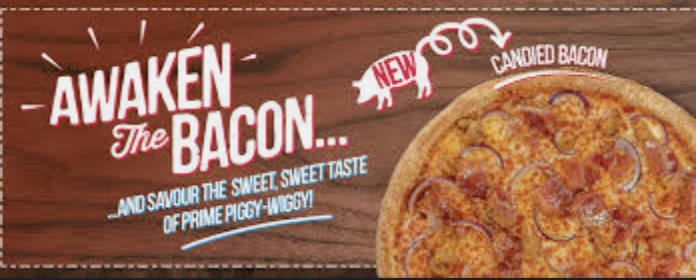 AWAKEN
The BACON...
...AND SAVOUR THE SWEET, SWEET TASTE
OF PRIME PIGGY-WIGGY!
NEW
CANDIED BACON